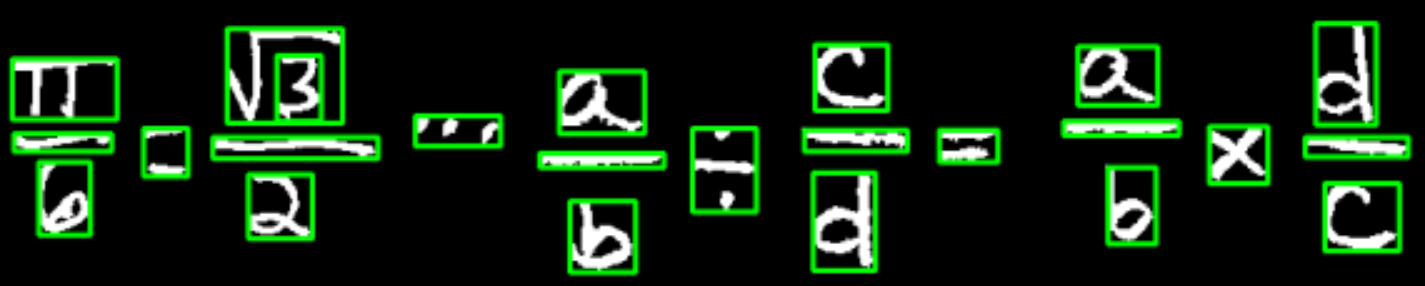 π/6 = √3/2 ... a/b ÷ c/d = a/b × d/c